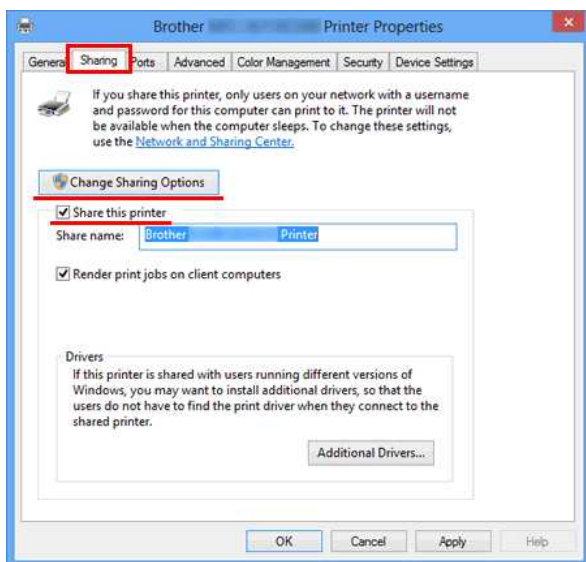 Brother Printer Properties
General Sharing Ports Advanced Color Management Security Device Settings
If you share this printer, only users on your network with a username
and password for this computer can print to it. The printer will not
be available when the computer sleeps. To change these settings,
use the Network and Sharing Center.
Change Sharing Options
Share this printer
Share name: Brother Printer
Render print jobs on client computers
Drivers
If this printer is shared with users running different versions of
Windows, you may want to install additional drivers, so that the
users do not have to find the print driver when they connect to the
shared printer.
Additional Drivers...
OK Cancel Apply Help